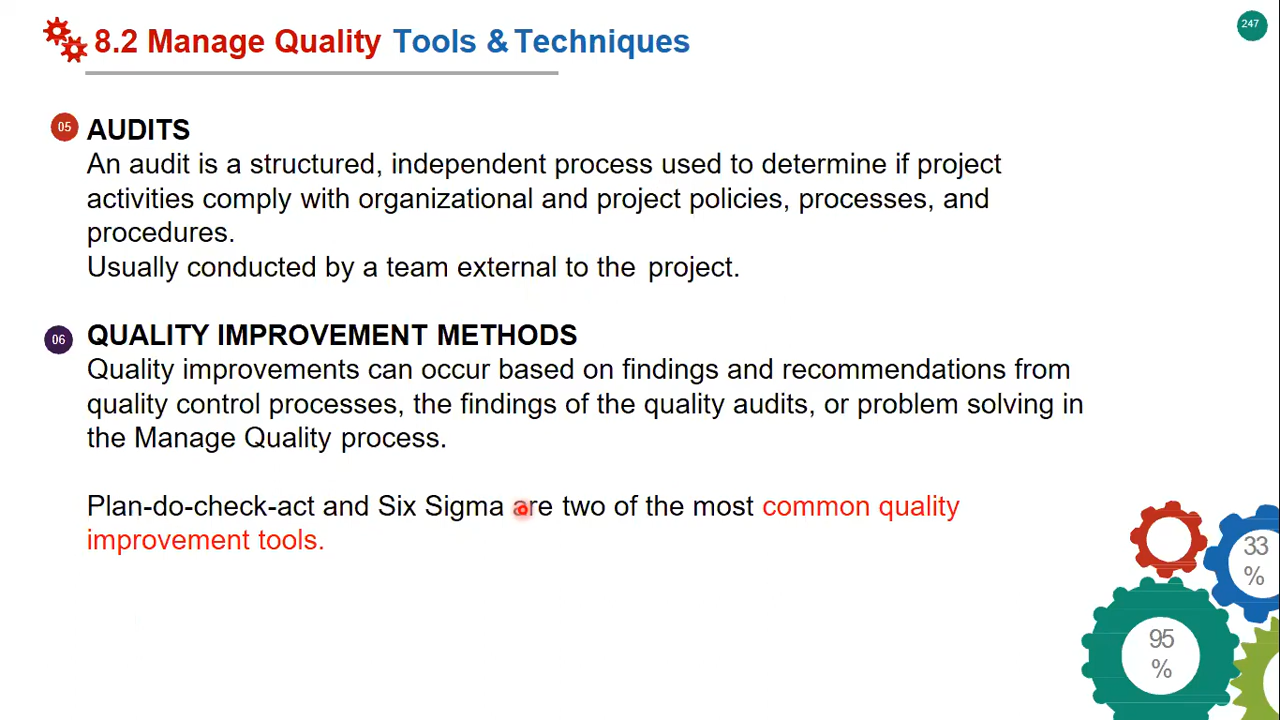 8.2 Manage Quality Tools & Techniques
247
05
AUDITS
An audit is a structured, independent process used to determine if project
activities comply with organizational and project policies, processes, and
procedures.
Usually conducted by a team external to the project.
06
QUALITY IMPROVEMENT METHODS
Quality improvements can occur based on findings and recommendations from
quality control processes, the findings of the quality audits, or problem solving in
the Manage Quality process.
Plan-do-check-act and Six Sigma are two of the most common quality
improvement tools.
33
%
95
%